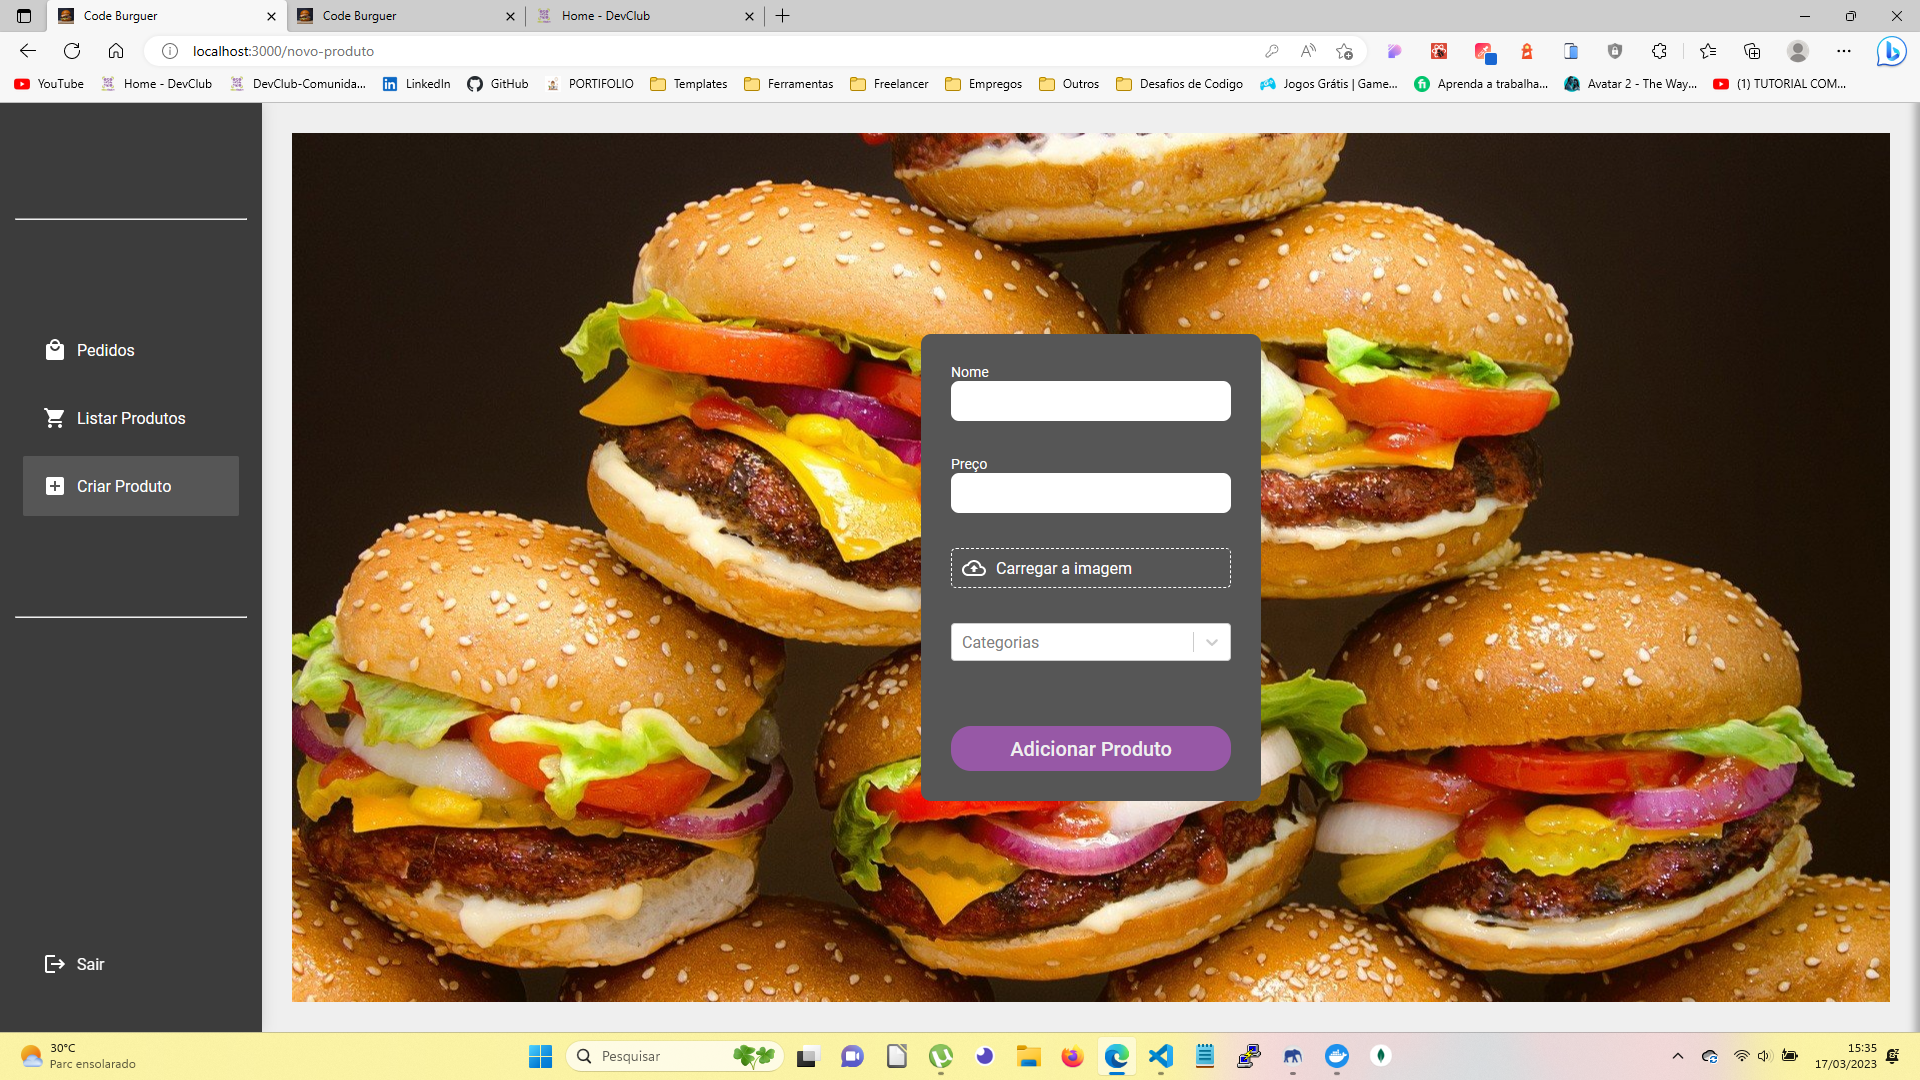 Code Burguer
Code Burguer
Home - DevClub
localhost:3000/novo-produto
YouTube
Home - DevClub
DevClub-Comunida...
LinkedIn
GitHub
PORTIFOLIO
Templates
Ferramentas
Freelancer
Empregos
Outros
Desafios de Codigo
Jogos Grátis | Game...
Aprenda a trabalha...
Avatar 2 - The Way...
(1) TUTORIAL COM...
Pedidos
Listar Produtos
Criar Produto
Sair
Nome
Preço
Carregar a imagem
Categorias
Adicionar Produto
30°C
Parc ensolarado
Pesquisar
15:35
17/03/2023